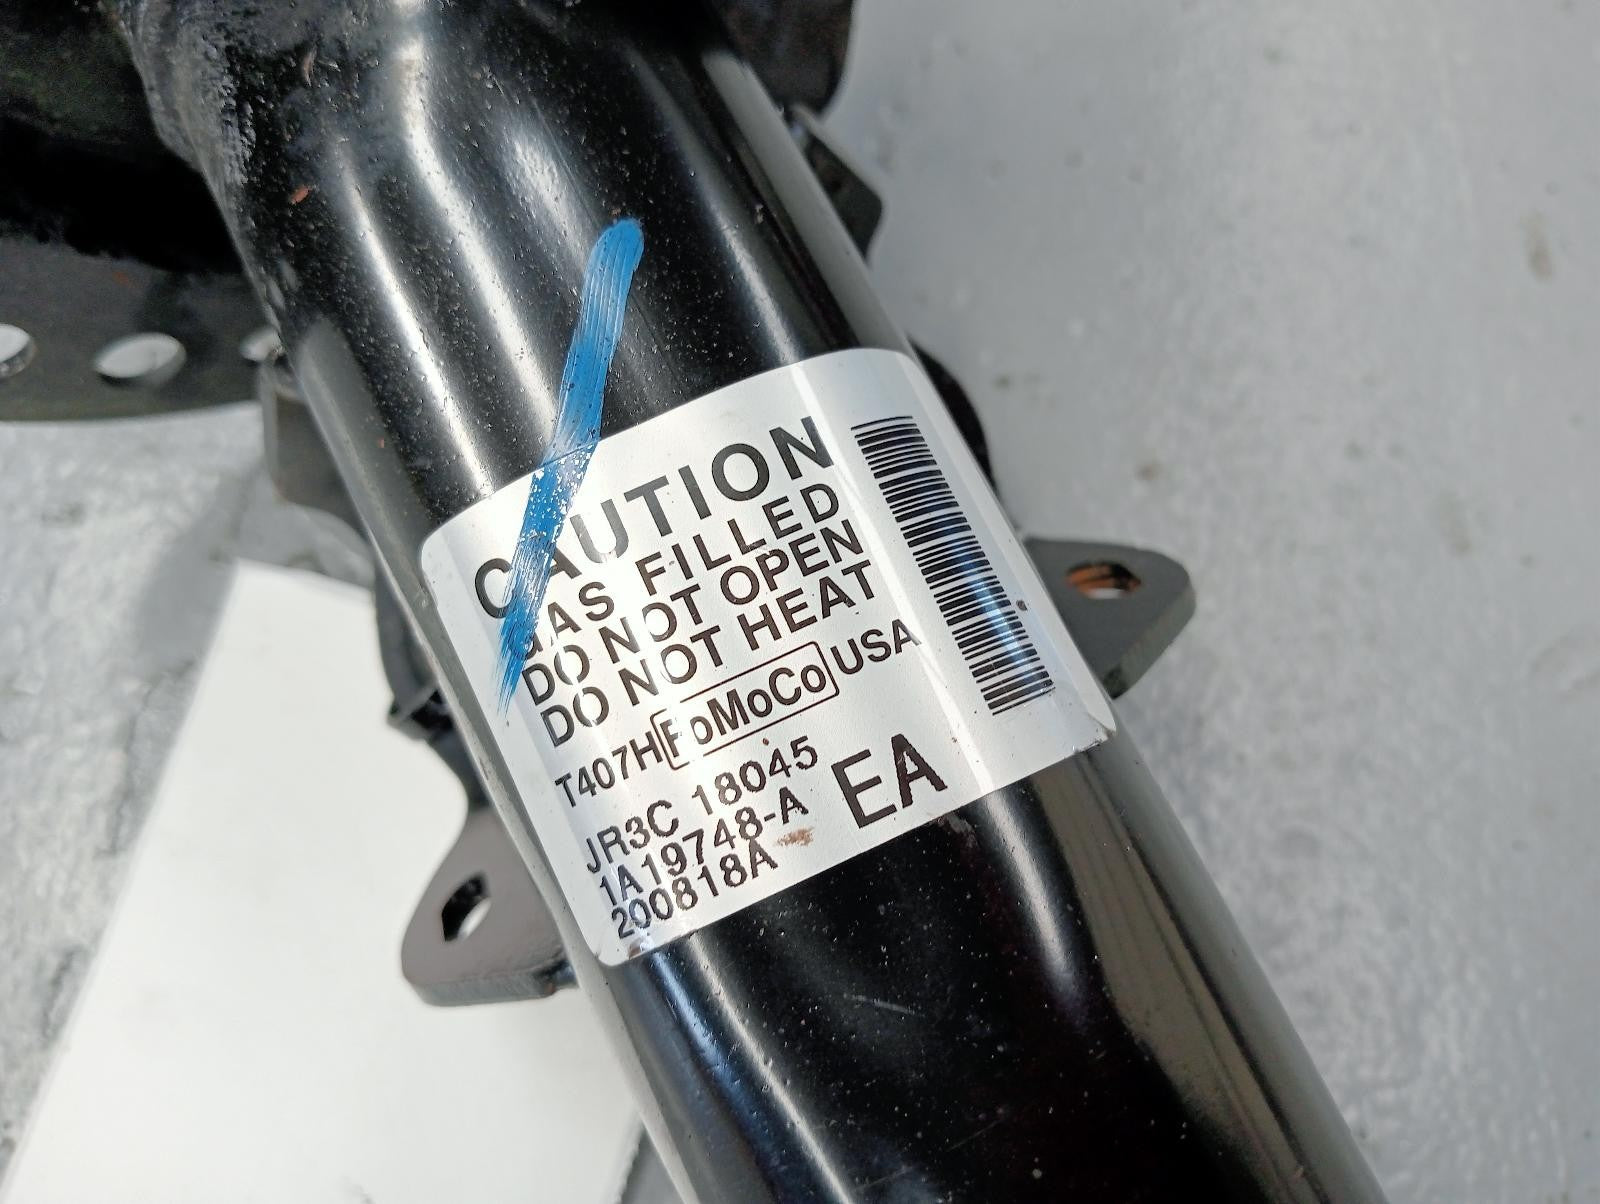 CAUTION
GAS FILLED
DO NOT OPEN
DO NOT HEAT
T407H FoMoCo USA
JR3C 18045 EA
1A19748-A
200818A